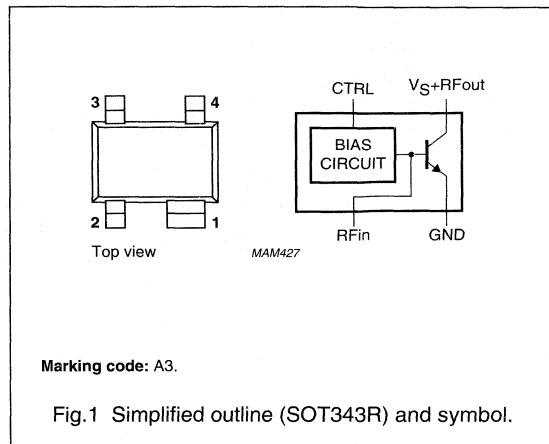 3 4
2 1
Top view
CTRL
V_S+RFout
BIAS
CIRCUIT
RFin
GND
MAM427
Marking code: A3.
Fig.1 Simplified outline (SOT343R) and symbol.